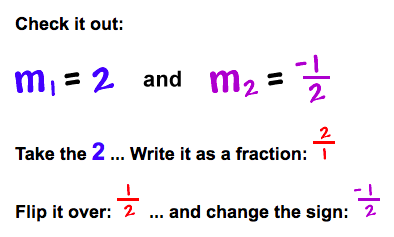 Check it out:
m₁ = 2 and m₂ = -1/2
Take the 2 ... Write it as a fraction: 2/1
Flip it over: 1/2 ... and change the sign: -1/2